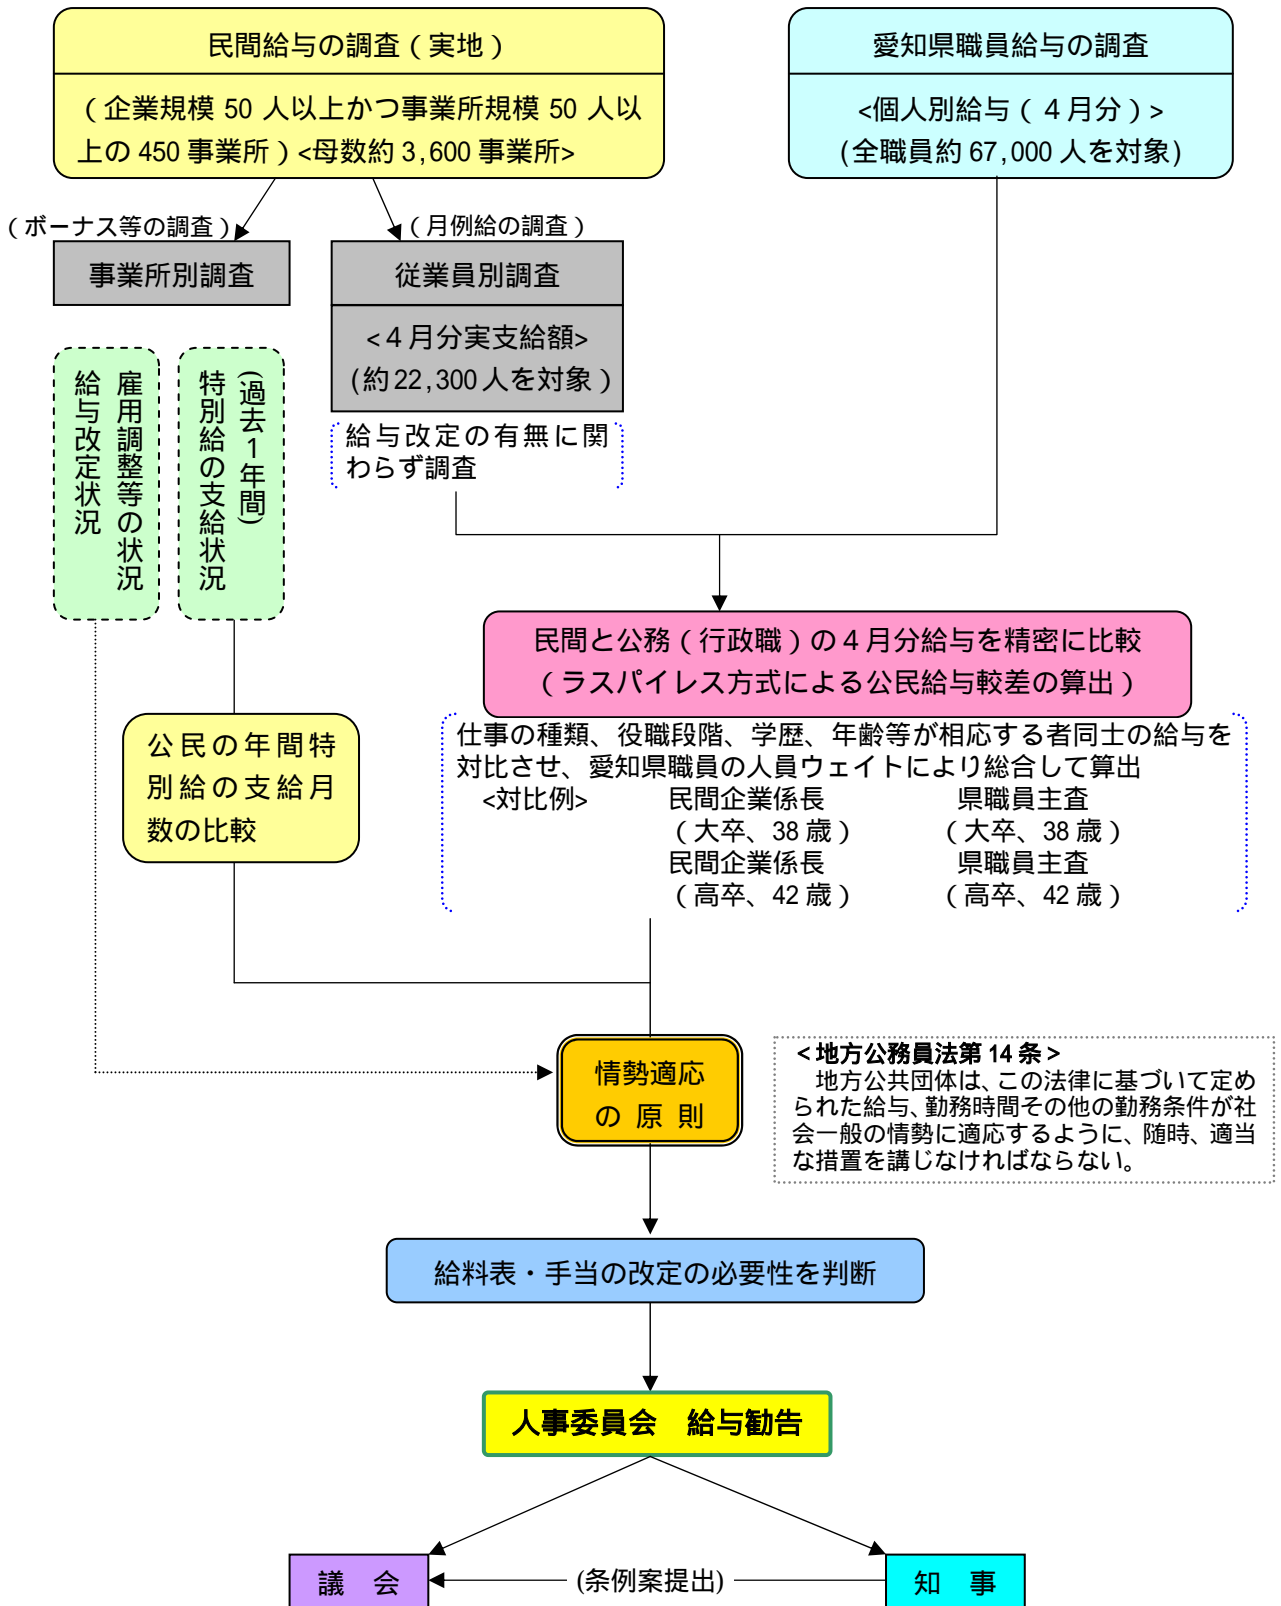 民間給与の調査（実地）
（企業規模 50 人以上かつ事業所規模 50 人以
上の 450 事業所）<母数約 3,600 事業所>
愛知県職員給与の調査
<個人別給与（４月分）>
(全職員約 67,000 人を対象)
（ボーナス等の調査）
（月例給の調査）
事業所別調査
従業員別調査
<４月分実支給額>
(約 22,300 人を対象）
給与改定の有無に関
わらず調査
雇用調整等の状況
給与改定状況
(過去１年間)
特別給の支給状況
民間と公務（行政職）の４月分給与を精密に比較
（ラスパイレス方式による公民給与較差の算出）
仕事の種類、役職段階、学歴、年齢等が相応する者同士の給与を
対比させ、愛知県職員の人員ウェイトにより総合して算出
<対比例> 民間企業係長 県職員主査
（大卒、38 歳） （大卒、38 歳）
民間企業係長 県職員主査
（高卒、42 歳） （高卒、42 歳）
公民の年間特
別給の支給月
数の比較
情勢適応
の 原 則
＜地方公務員法第 14 条＞
地方公共団体は、この法律に基づいて定め
られた給与、勤務時間その他の勤務条件が社
会一般の情勢に適応するように、随時、適当
な措置を講じなければならない。
給料表・手当の改定の必要性を判断
人事委員会　給与勧告
議　会
(条例案提出)
知　事